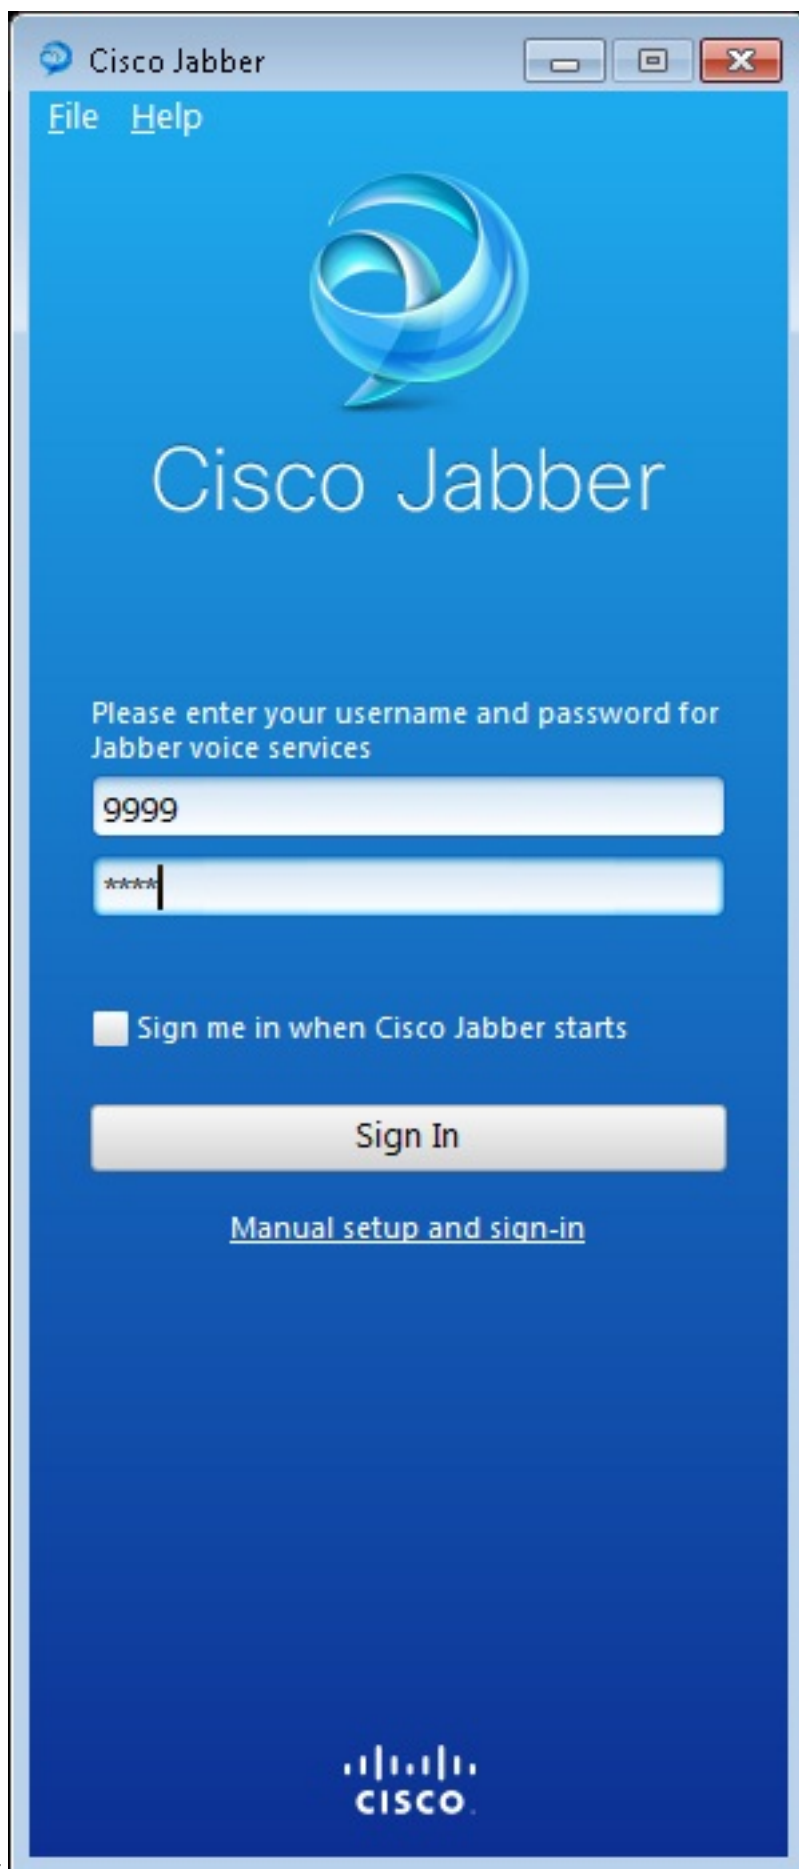 Cisco Jabber
File Help
Cisco Jabber
Please enter your username and password for
Jabber voice services
9999
****
Sign me in when Cisco Jabber starts
Sign In
Manual setup and sign-in
CISCO